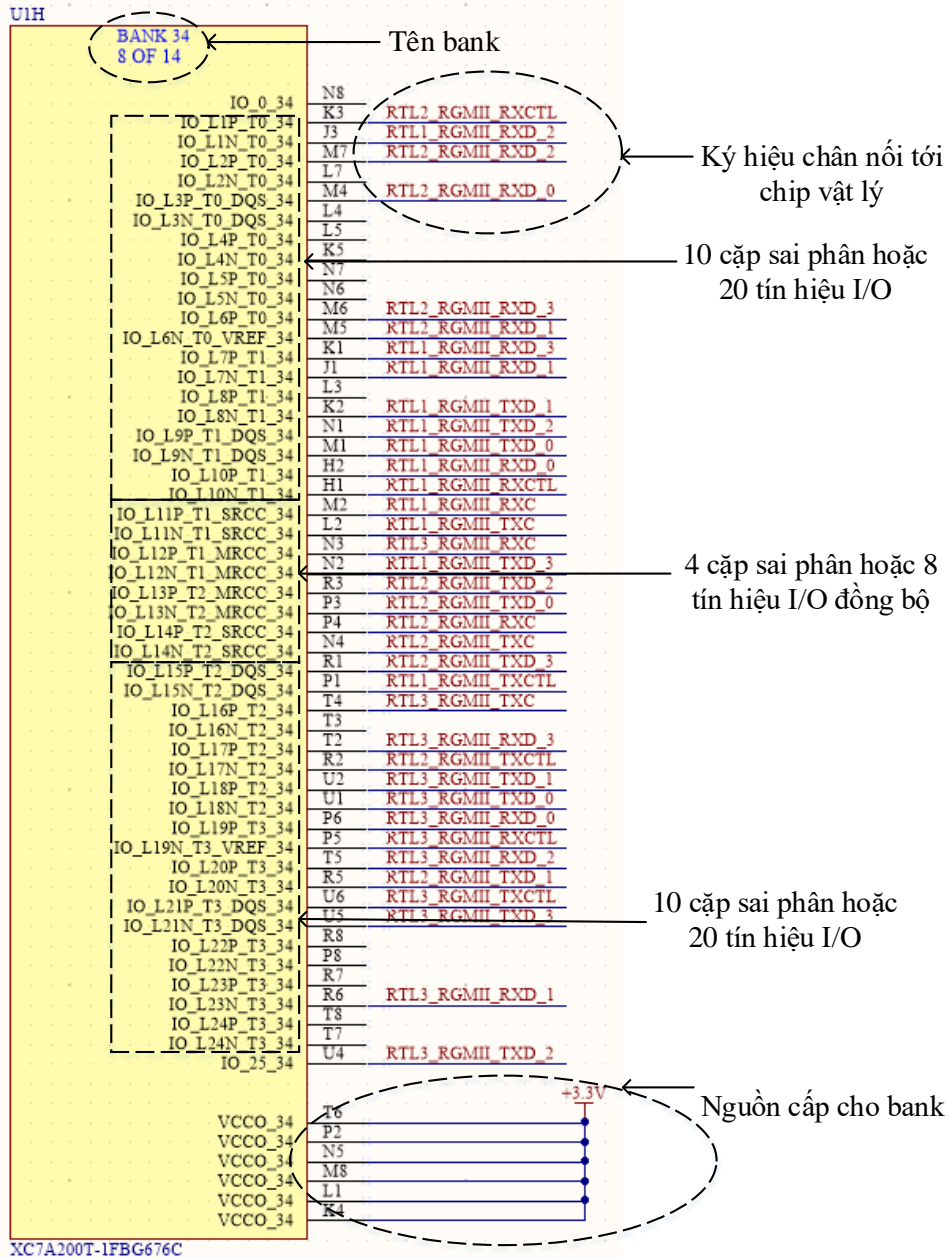 U1H
BANK 34
8 OF 14
Tên bank
IO_0_34 N8
IO_L1P_T0_34 K3 RTL2_RGMII_RXCTL
IO_L1N_T0_34 J3 RTL1_RGMII_RXD_2
IO_L2P_T0_34 M7 RTL2_RGMII_RXD_2
IO_L2N_T0_34 L7
IO_L3P_T0_DQS_34 M4 RTL2_RGMII_RXD_0
IO_L3N_T0_DQS_34 L4
IO_L4P_T0_34 L5
IO_L4N_T0_34 K5
IO_L5P_T0_34 N7
IO_L5N_T0_34 N6
IO_L6P_T0_34 M6 RTL2_RGMII_RXD_3
IO_L6N_T0_VREF_34 M5 RTL2_RGMII_RXD_1
IO_L7P_T1_34 K1 RTL1_RGMII_RXD_3
IO_L7N_T1_34 J1 RTL1_RGMII_RXD_1
IO_L8P_T1_34 L3
IO_L8N_T1_34 K2 RTL1_RGMII_TXD_1
IO_L9P_T1_DQS_34 N1 RTL1_RGMII_TXD_2
IO_L9N_T1_DQS_34 M1 RTL1_RGMII_TXD_0
IO_L10P_T1_34 H2 RTL1_RGMII_RXD_0
IO_L10N_T1_34 H1 RTL1_RGMII_RXCTL
IO_L11P_T1_SRCC_34 M2 RTL1_RGMII_RXC
IO_L11N_T1_SRCC_34 L2 RTL1_RGMII_TXC
IO_L12P_T1_MRCC_34 N3 RTL3_RGMII_RXC
IO_L12N_T1_MRCC_34 N2 RTL1_RGMII_TXD_3
IO_L13P_T2_MRCC_34 R3 RTL2_RGMII_TXD_2
IO_L13N_T2_MRCC_34 P3 RTL2_RGMII_TXD_0
IO_L14P_T2_SRCC_34 P4 RTL2_RGMII_RXC
IO_L14N_T2_SRCC_34 N4 RTL2_RGMII_TXC
IO_L15P_T2_DQS_34 R1 RTL2_RGMII_TXD_3
IO_L15N_T2_DQS_34 P1 RTL1_RGMII_TXCTL
IO_L16P_T2_34 T4 RTL3_RGMII_TXC
IO_L16N_T2_34 T3
IO_L17P_T2_34 T2 RTL3_RGMII_RXD_3
IO_L17N_T2_34 R2 RTL2_RGMII_TXCTL
IO_L18P_T2_34 U2 RTL3_RGMII_TXD_1
IO_L18N_T2_34 U1 RTL3_RGMII_TXD_0
IO_L19P_T3_34 P6 RTL3_RGMII_RXD_0
IO_L19N_T3_VREF_34 P5 RTL3_RGMII_RXCTL
IO_L20P_T3_34 T5 RTL3_RGMII_RXD_2
IO_L20N_T3_34 R5 RTL2_RGMII_TXD_1
IO_L21P_T3_DQS_34 U6 RTL3_RGMII_TXCTL
IO_L21N_T3_DQS_34 U5 RTL3_RGMII_TXD_3
IO_L22P_T3_34 R8
IO_L22N_T3_34 P8
IO_L23P_T3_34 R7
IO_L23N_T3_34 R6 RTL3_RGMII_RXD_1
IO_L24P_T3_34 T8
IO_L24N_T3_34 T7
IO_25_34 U4 RTL3_RGMII_TXD_2
+3.3V
VCCO_34 T6
VCCO_34 P2
VCCO_34 N5
VCCO_34 M8
VCCO_34 L1
VCCO_34 K4
XC7A200T-1FBG676C
Ký hiệu chân nối tới
chip vật lý
10 cặp sai phân hoặc
20 tín hiệu I/O
4 cặp sai phân hoặc 8
tín hiệu I/O đồng bộ
10 cặp sai phân hoặc
20 tín hiệu I/O
Nguồn cấp cho bank